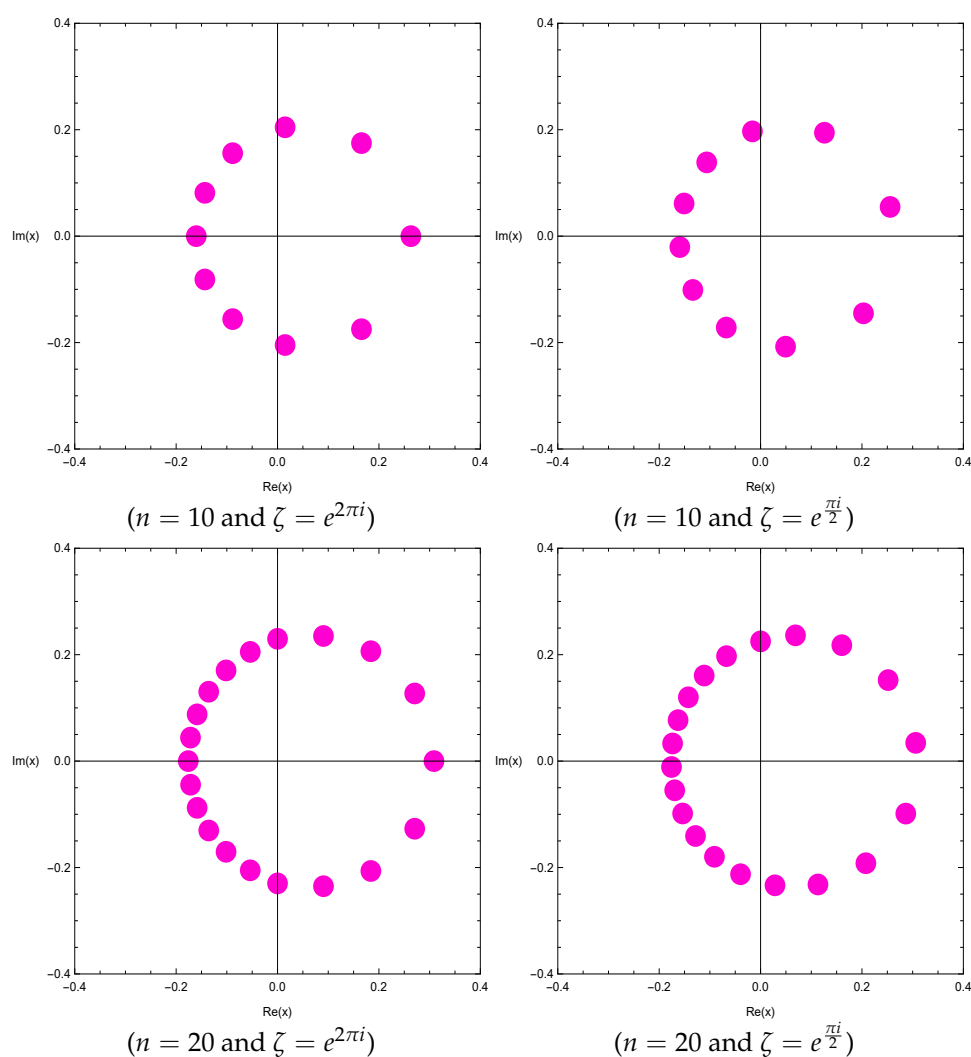 0.4 0.4
0.2 0.2
Im(x) 0.0 Im(x) 0.0
−0.2 −0.2
−0.4 −0.4
−0.4 −0.2 0.0 0.2 0.4 −0.4 −0.2 0.0 0.2 0.4
Re(x) Re(x)
(n = 10 and ζ = e^{2πi}) (n = 10 and ζ = e^{\frac{πi}{2}})
0.4 0.4
0.2 0.2
Im(x) 0.0 Im(x) 0.0
−0.2 −0.2
−0.4 −0.4
−0.4 −0.2 0.0 0.2 0.4 −0.4 −0.2 0.0 0.2 0.4
Re(x) Re(x)
(n = 20 and ζ = e^{2πi}) (n = 20 and ζ = e^{\frac{πi}{2}})